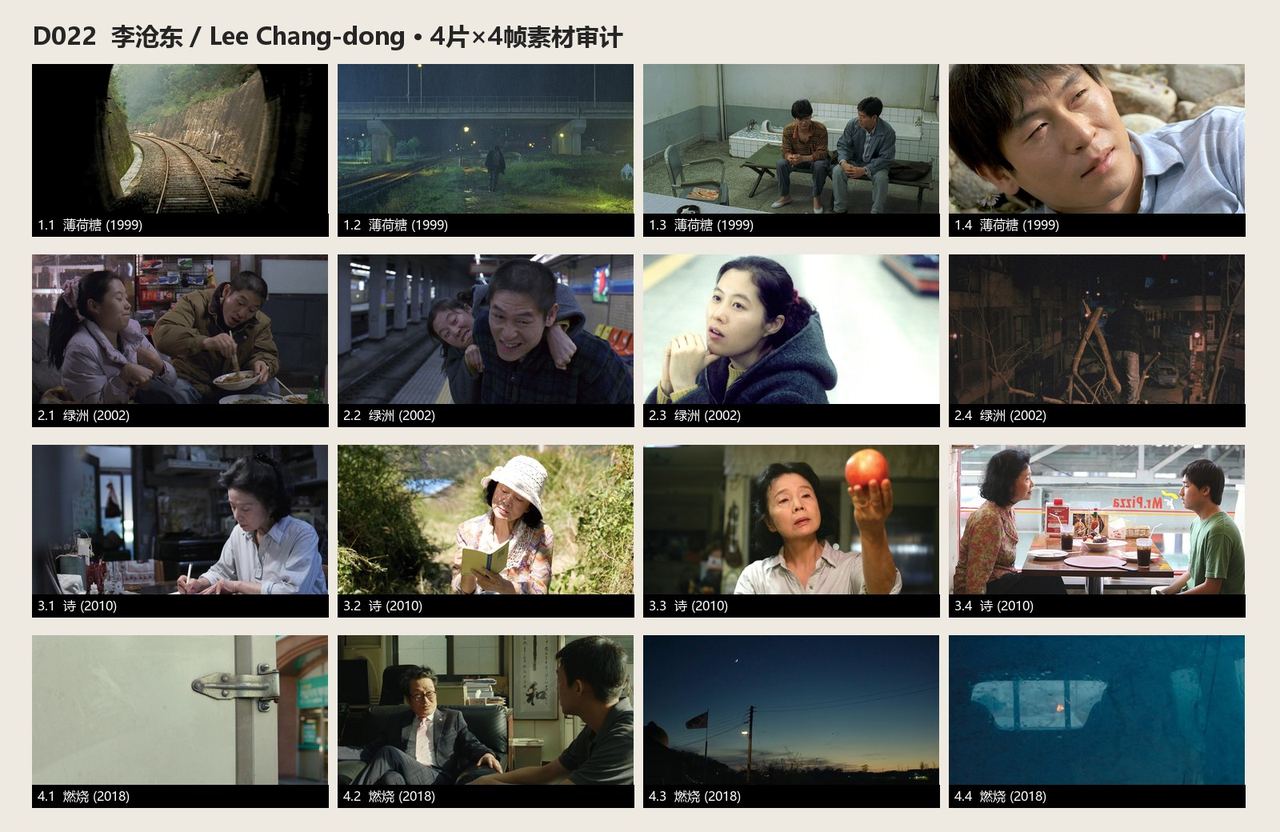 D022 李沧东 / Lee Chang-dong • 4片×4帧素材审计
1.1 薄荷糖 (1999)
1.2 薄荷糖 (1999)
1.3 薄荷糖 (1999)
1.4 薄荷糖 (1999)
2.1 绿洲 (2002)
2.2 绿洲 (2002)
2.3 绿洲 (2002)
2.4 绿洲 (2002)
Mr.Pizza
3.1 诗 (2010)
3.2 诗 (2010)
3.3 诗 (2010)
3.4 诗 (2010)
和
4.1 燃烧 (2018)
4.2 燃烧 (2018)
4.3 燃烧 (2018)
4.4 燃烧 (2018)